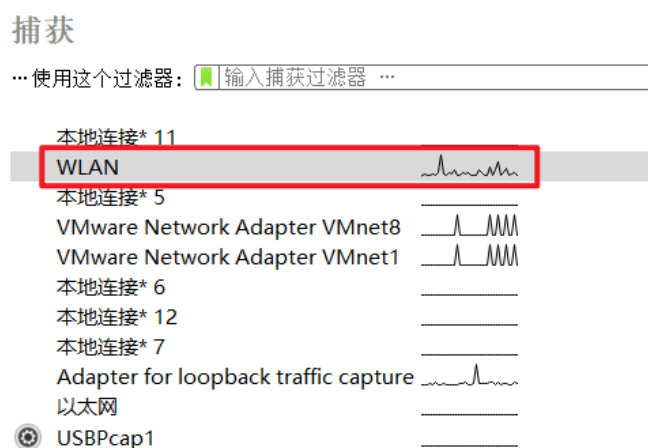 捕获
…使用这个过滤器: 输入捕获过滤器 …
本地连接* 11
WLAN
本地连接* 5
VMware Network Adapter VMnet8
VMware Network Adapter VMnet1
本地连接* 6
本地连接* 12
本地连接* 7
Adapter for loopback traffic capture
以太网
USBPcap1